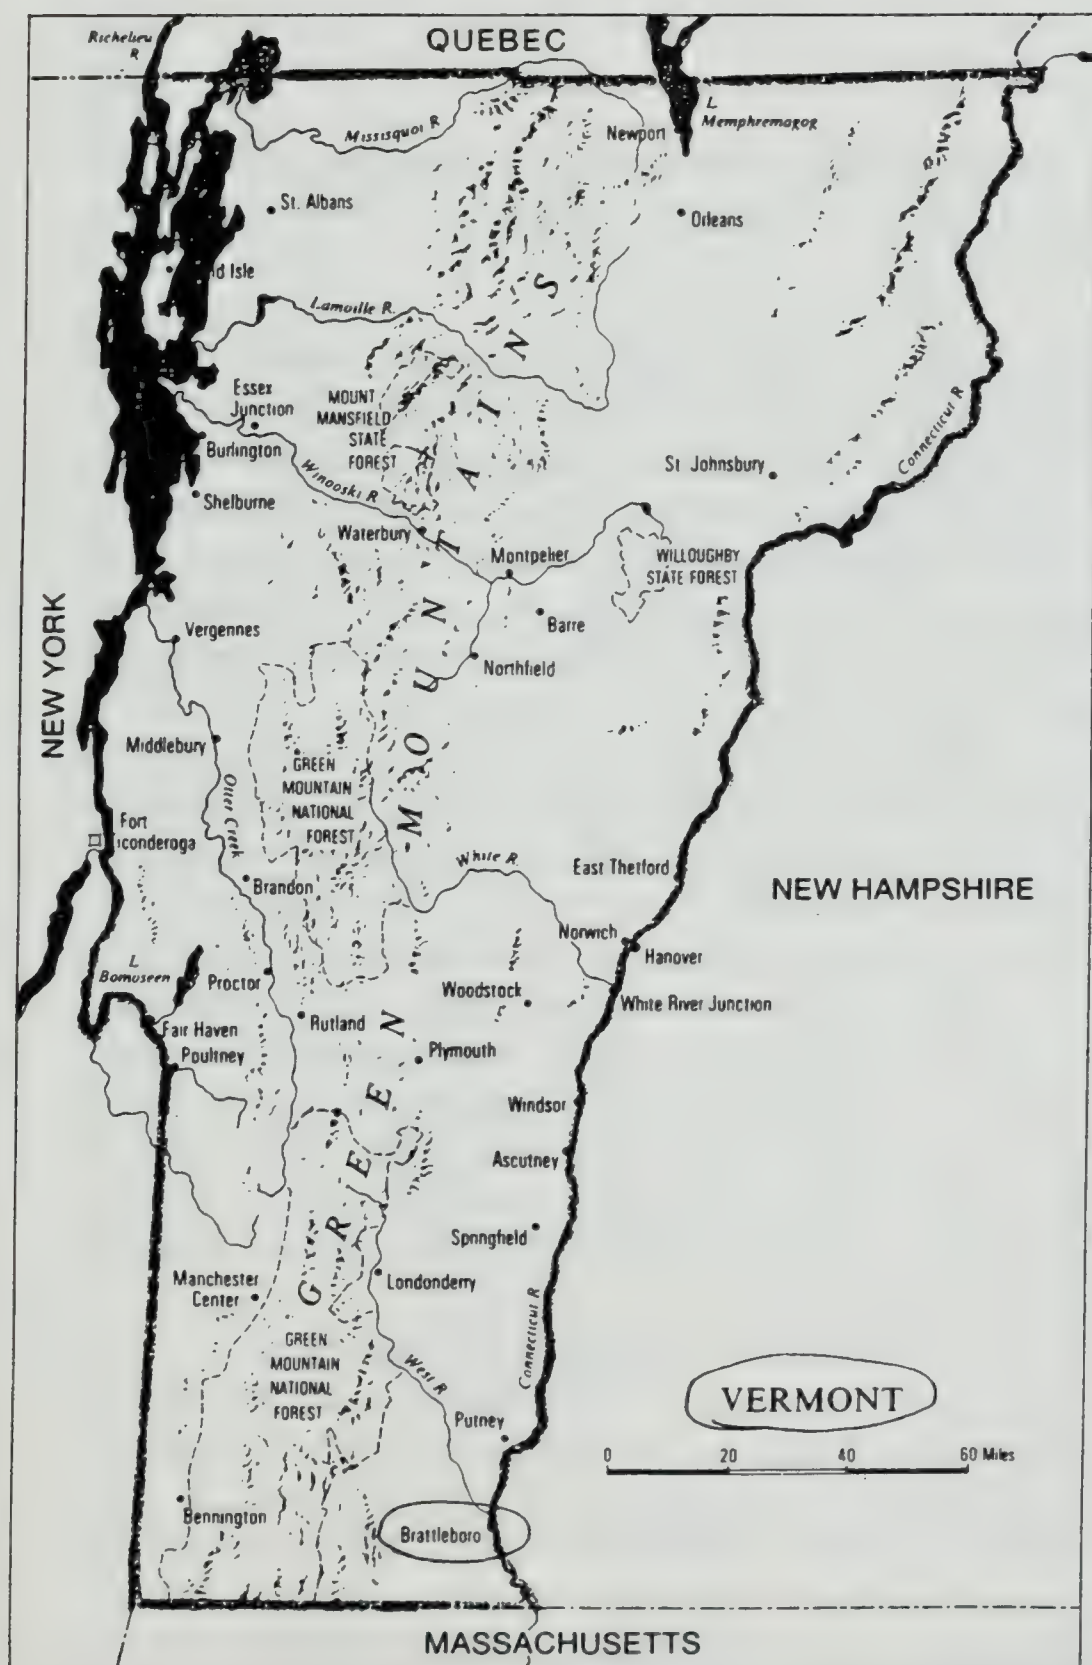 Richelieu
R
QUEBEC
Missisquoi R
Newport
L
Memphremagog
St. Albans
Orleans
nd Isle
Lamoille R.
Essex
Junction
MOUNT
MANSFIELD
STATE
FOREST
Burlington
Connecticut R
St Johnsbury
Winooski R
Shelburne
Waterbury
Montpelier
WILLOUGHBY
STATE FOREST
NEW YORK
Vergennes
Barre
Northfield
GREEN MOUNTAINS
Middlebury
Otter Creek
GREEN
MOUNTAIN
NATIONAL
FOREST
Fort
iconderoga
White R.
East Thetford
Brandon
NEW HAMPSHIRE
Norwich
Hanover
L
Bomoseen
Proctor
Woodstock
White River Junction
Fair Haven
Rutland
Poultney
Plymouth
Windsor
Ascutney
Springfield
Manchester
Center
Londonderry
Connecticut R
GREEN
MOUNTAIN
NATIONAL
FOREST
West R
VERMONT
Putney
0 20 40 60 Miles
Bennington
Brattleboro
MASSACHUSETTS